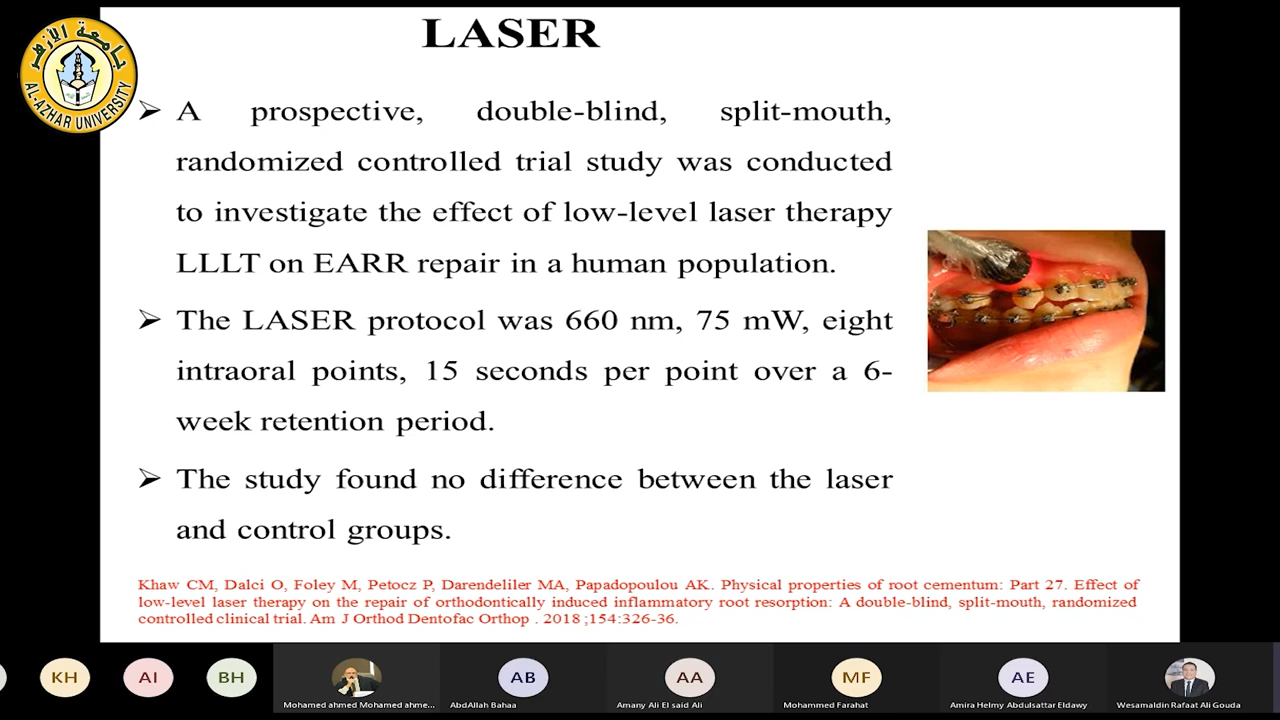 LASER
جامعة الأزهر
AL-AZHAR UNIVERSITY
➢ A prospective, double-blind, split-mouth,
randomized controlled trial study was conducted
to investigate the effect of low-level laser therapy
LLLT on EARR repair in a human population.
➢ The LASER protocol was 660 nm, 75 mW, eight
intraoral points, 15 seconds per point over a 6-
week retention period.
➢ The study found no difference between the laser
and control groups.
Khaw CM, Dalci O, Foley M, Petocz P, Darendeliler MA, Papadopoulou AK. Physical properties of root cementum: Part 27. Effect of
low-level laser therapy on the repair of orthodontically induced inflammatory root resorption: A double-blind, split-mouth, randomized
controlled clinical trial. Am J Orthod Dentofac Orthop . 2018 ;154:326-36.
KH AI BH AB AA MF AE
Mohamed ahmed Mohamed ahme... AbdAllah Bahaa Amany Ali El said Ali Mohammed Farahat Amira Helmy Abdulsattar Eldawy Wesamaldin Rafaat Ali Gouda